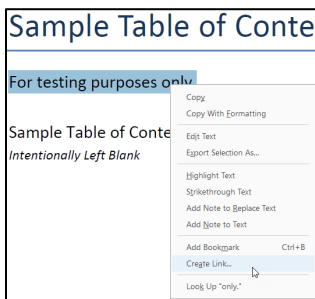 Sample Table of Conte
For testing purposes only.
Sample Table of Conte
Intentionally Left Blank
Copy
Copy With Formatting
Edit Text
Export Selection As...
Highlight Text
Strikethrough Text
Add Note to Replace Text
Add Note to Text
Add Bookmark Ctrl+B
Create Link...
Look Up "only."